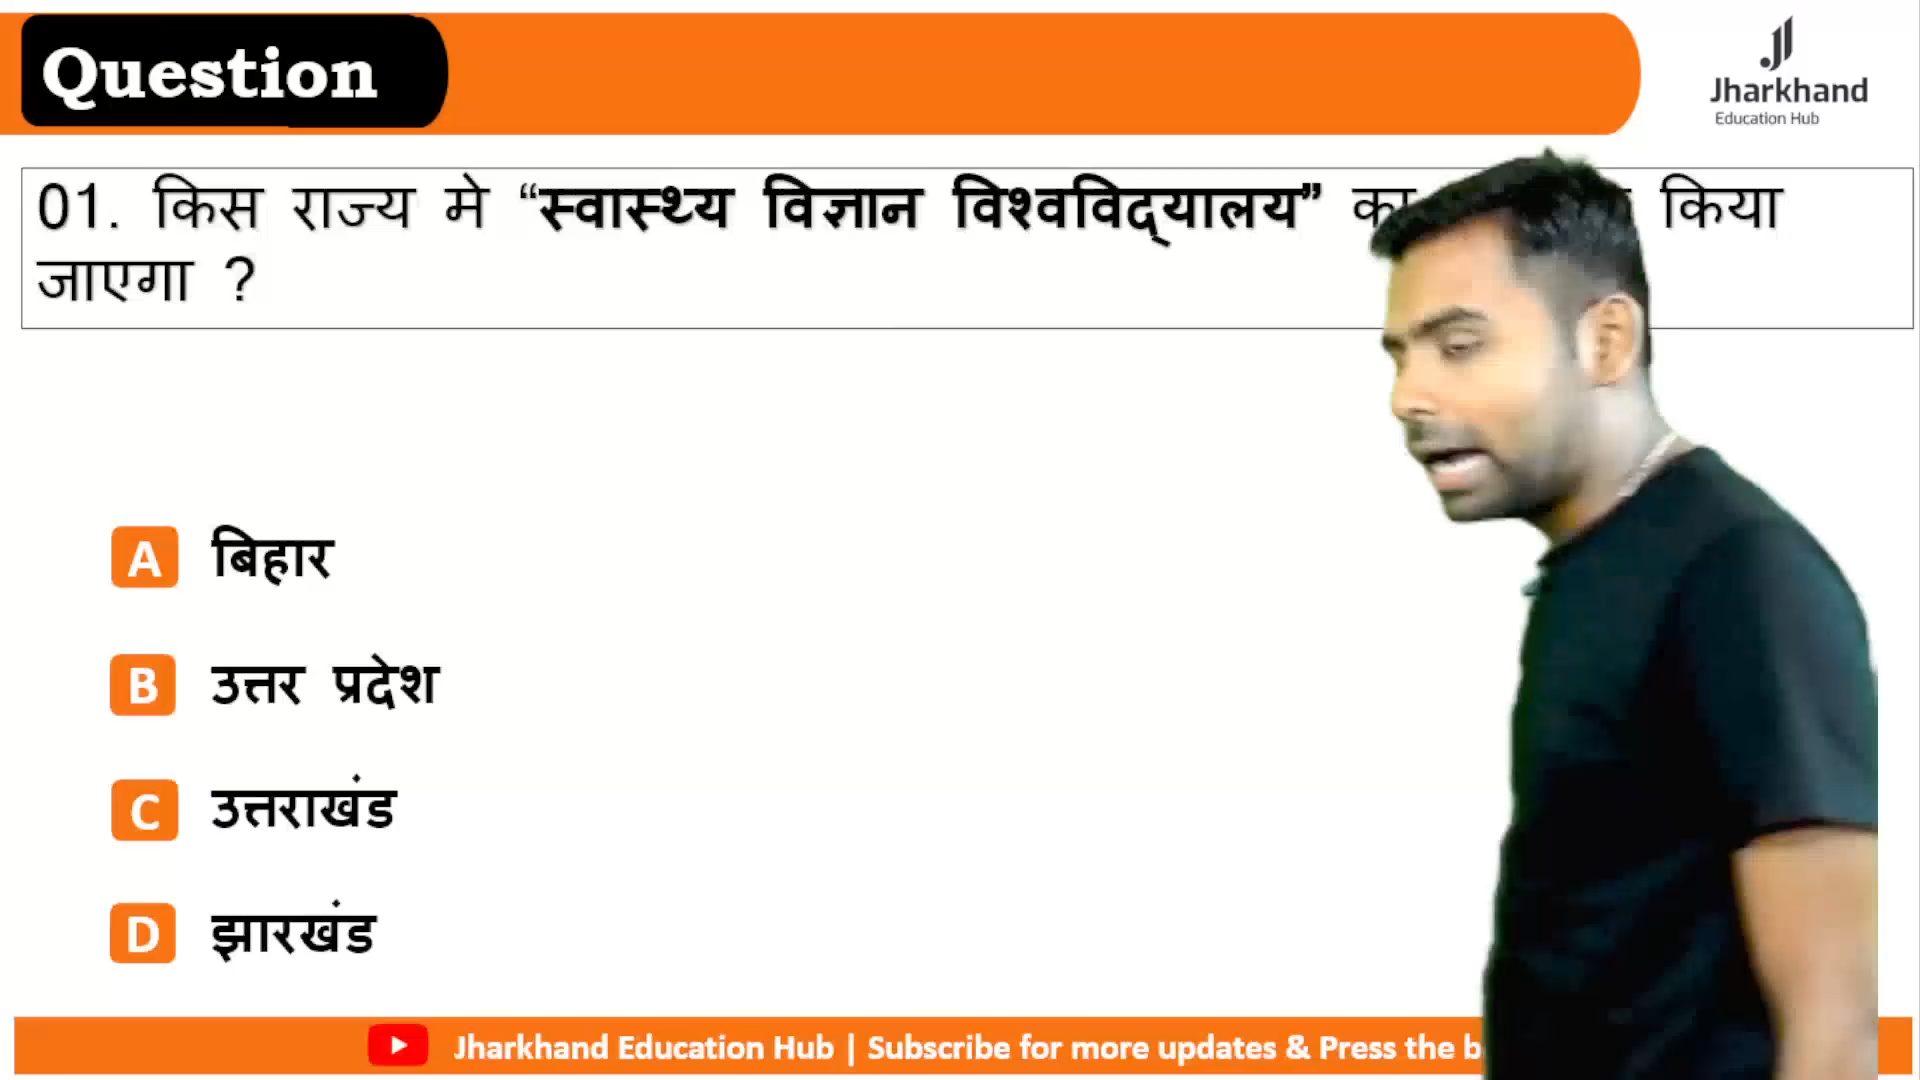 Question
Jharkhand
Education Hub
01. किस राज्य मे “स्वास्थ्य विज्ञान विश्वविद्यालय” का किया
जाएगा ?
A बिहार
B उत्तर प्रदेश
C उत्तराखंड
D झारखंड
Jharkhand Education Hub | Subscribe for more updates & Press the